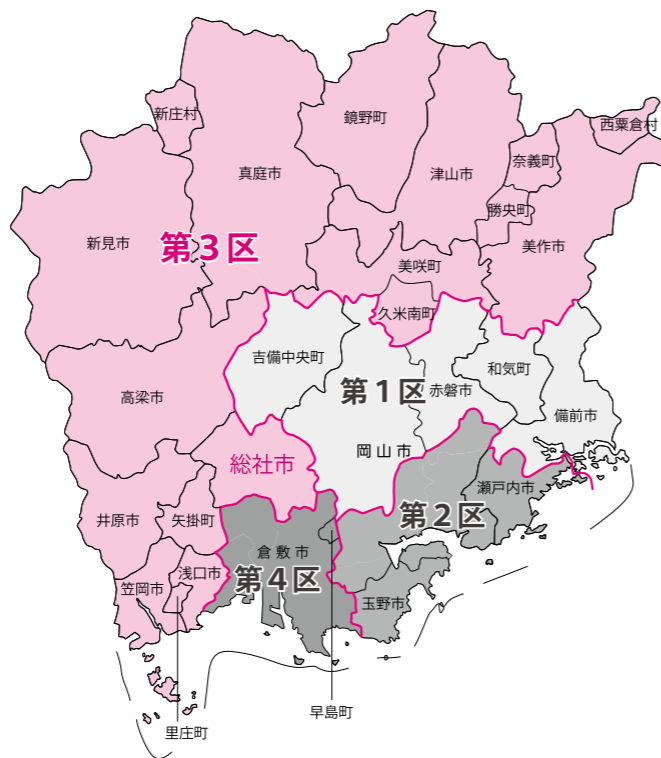 新庄村
鏡野町
西粟倉村
奈義町
真庭市
津山市
勝央町
新見市
第3区
美作市
美咲町
久米南町
吉備中央町
和気町
高梁市
第1区
赤磐市
備前市
岡山市
総社市
瀬戸内市
井原市
矢掛町
第2区
倉敷市
浅口市
第4区
笠岡市
玉野市
早島町
里庄町